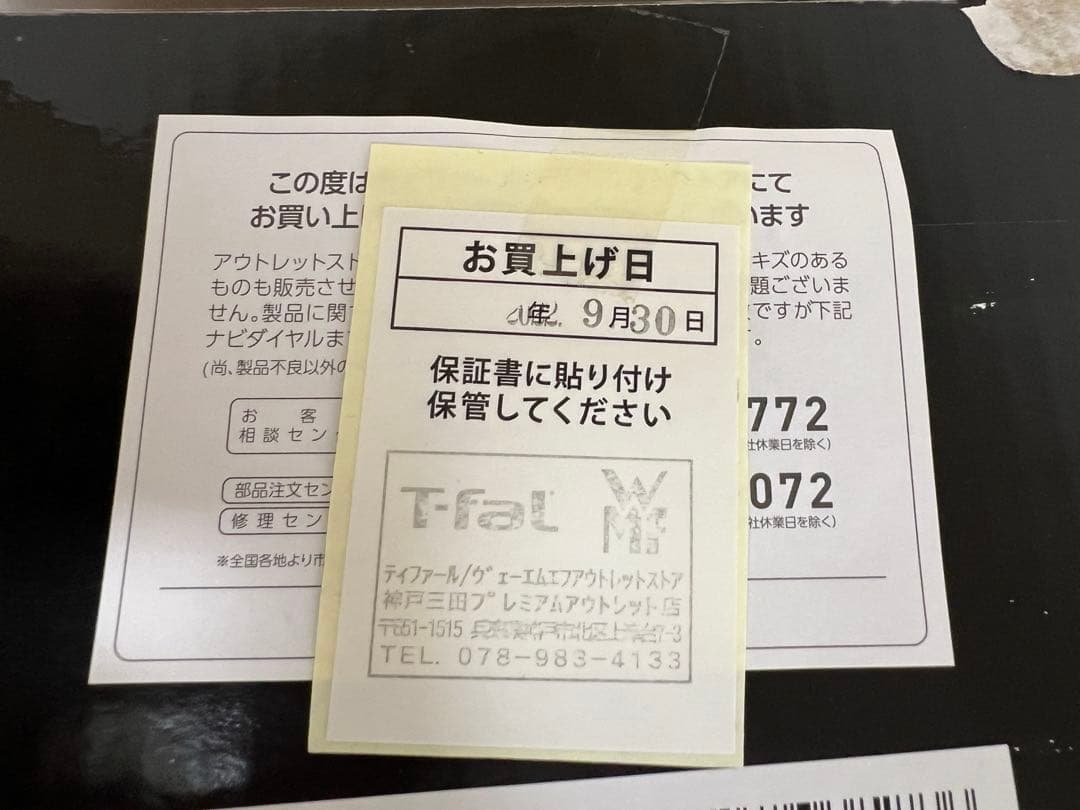 この度は
にて
お買い上
います
アウトレットスト
キズのある
ものも販売させ
題ございま
せん。製品に関
ですが下記
ナビダイヤルま
す。
(尚、製品不良以外の
お客
相談セン
772
社休業日を除く)
部品注文セン
072
修理セン
社休業日を除く)
※全国各地より市
お買上げ日
年 9月30日
保証書に貼り付け
保管してください
T-fal WMF
ティファール/ヴェーエムエフアウトレットストア
神戸三田プレミアムアウトレット店
〒651-1515
7-3
TEL. 078-983-4133